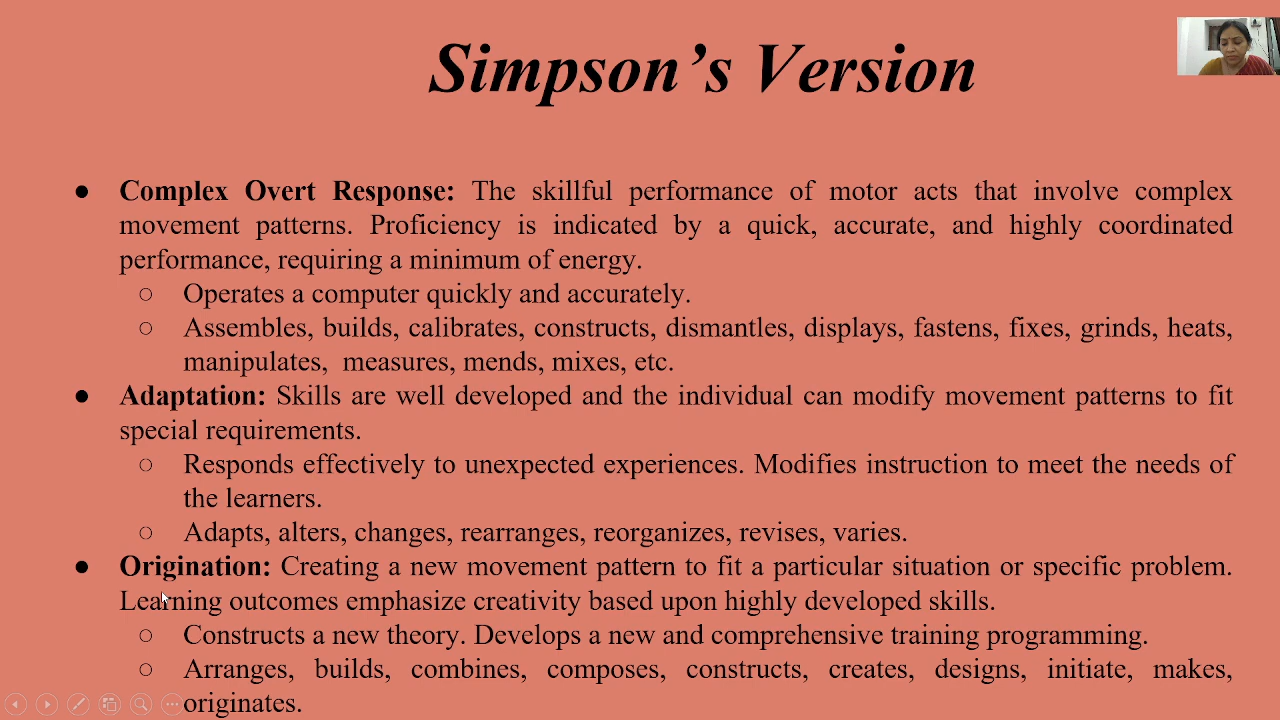 Simpson’s Version
● Complex Overt Response: The skillful performance of motor acts that involve complex
movement patterns. Proficiency is indicated by a quick, accurate, and highly coordinated
performance, requiring a minimum of energy.
○ Operates a computer quickly and accurately.
○ Assembles, builds, calibrates, constructs, dismantles, displays, fastens, fixes, grinds, heats,
manipulates, measures, mends, mixes, etc.
● Adaptation: Skills are well developed and the individual can modify movement patterns to fit
special requirements.
○ Responds effectively to unexpected experiences. Modifies instruction to meet the needs of
the learners.
○ Adapts, alters, changes, rearranges, reorganizes, revises, varies.
● Origination: Creating a new movement pattern to fit a particular situation or specific problem.
Learning outcomes emphasize creativity based upon highly developed skills.
○ Constructs a new theory. Develops a new and comprehensive training programming.
○ Arranges, builds, combines, composes, constructs, creates, designs, initiate, makes,
originates.